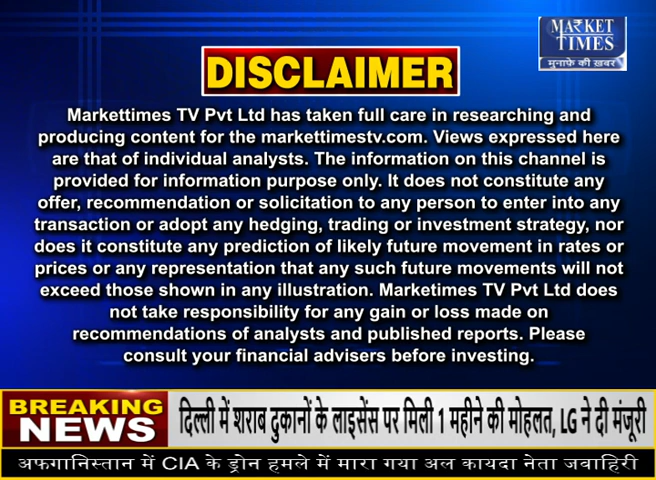 MARKET
TIMES
मुनाफे की ख़बर
DISCLAIMER
Markettimes TV Pvt Ltd has taken full care in researching and
producing content for the markettimestv.com. Views expressed here
are that of individual analysts. The information on this channel is
provided for information purpose only. It does not constitute any
offer, recommendation or solicitation to any person to enter into any
transaction or adopt any hedging, trading or investment strategy, nor
does it constitute any prediction of likely future movement in rates or
prices or any representation that any such future movements will not
exceed those shown in any illustration. Marketimes TV Pvt Ltd does
not take responsibility for any gain or loss made on
recommendations of analysts and published reports. Please
consult your financial advisers before investing.
BREAKING
NEWS
दिल्ली में शराब दुकानों के लाइसेंस पर मिली 1 महीने की मोहलत, LG ने दी मंजूरी
अफगानिस्तान में CIA के ड्रोन हमले में मारा गया अल कायदा नेता जवाहिरी